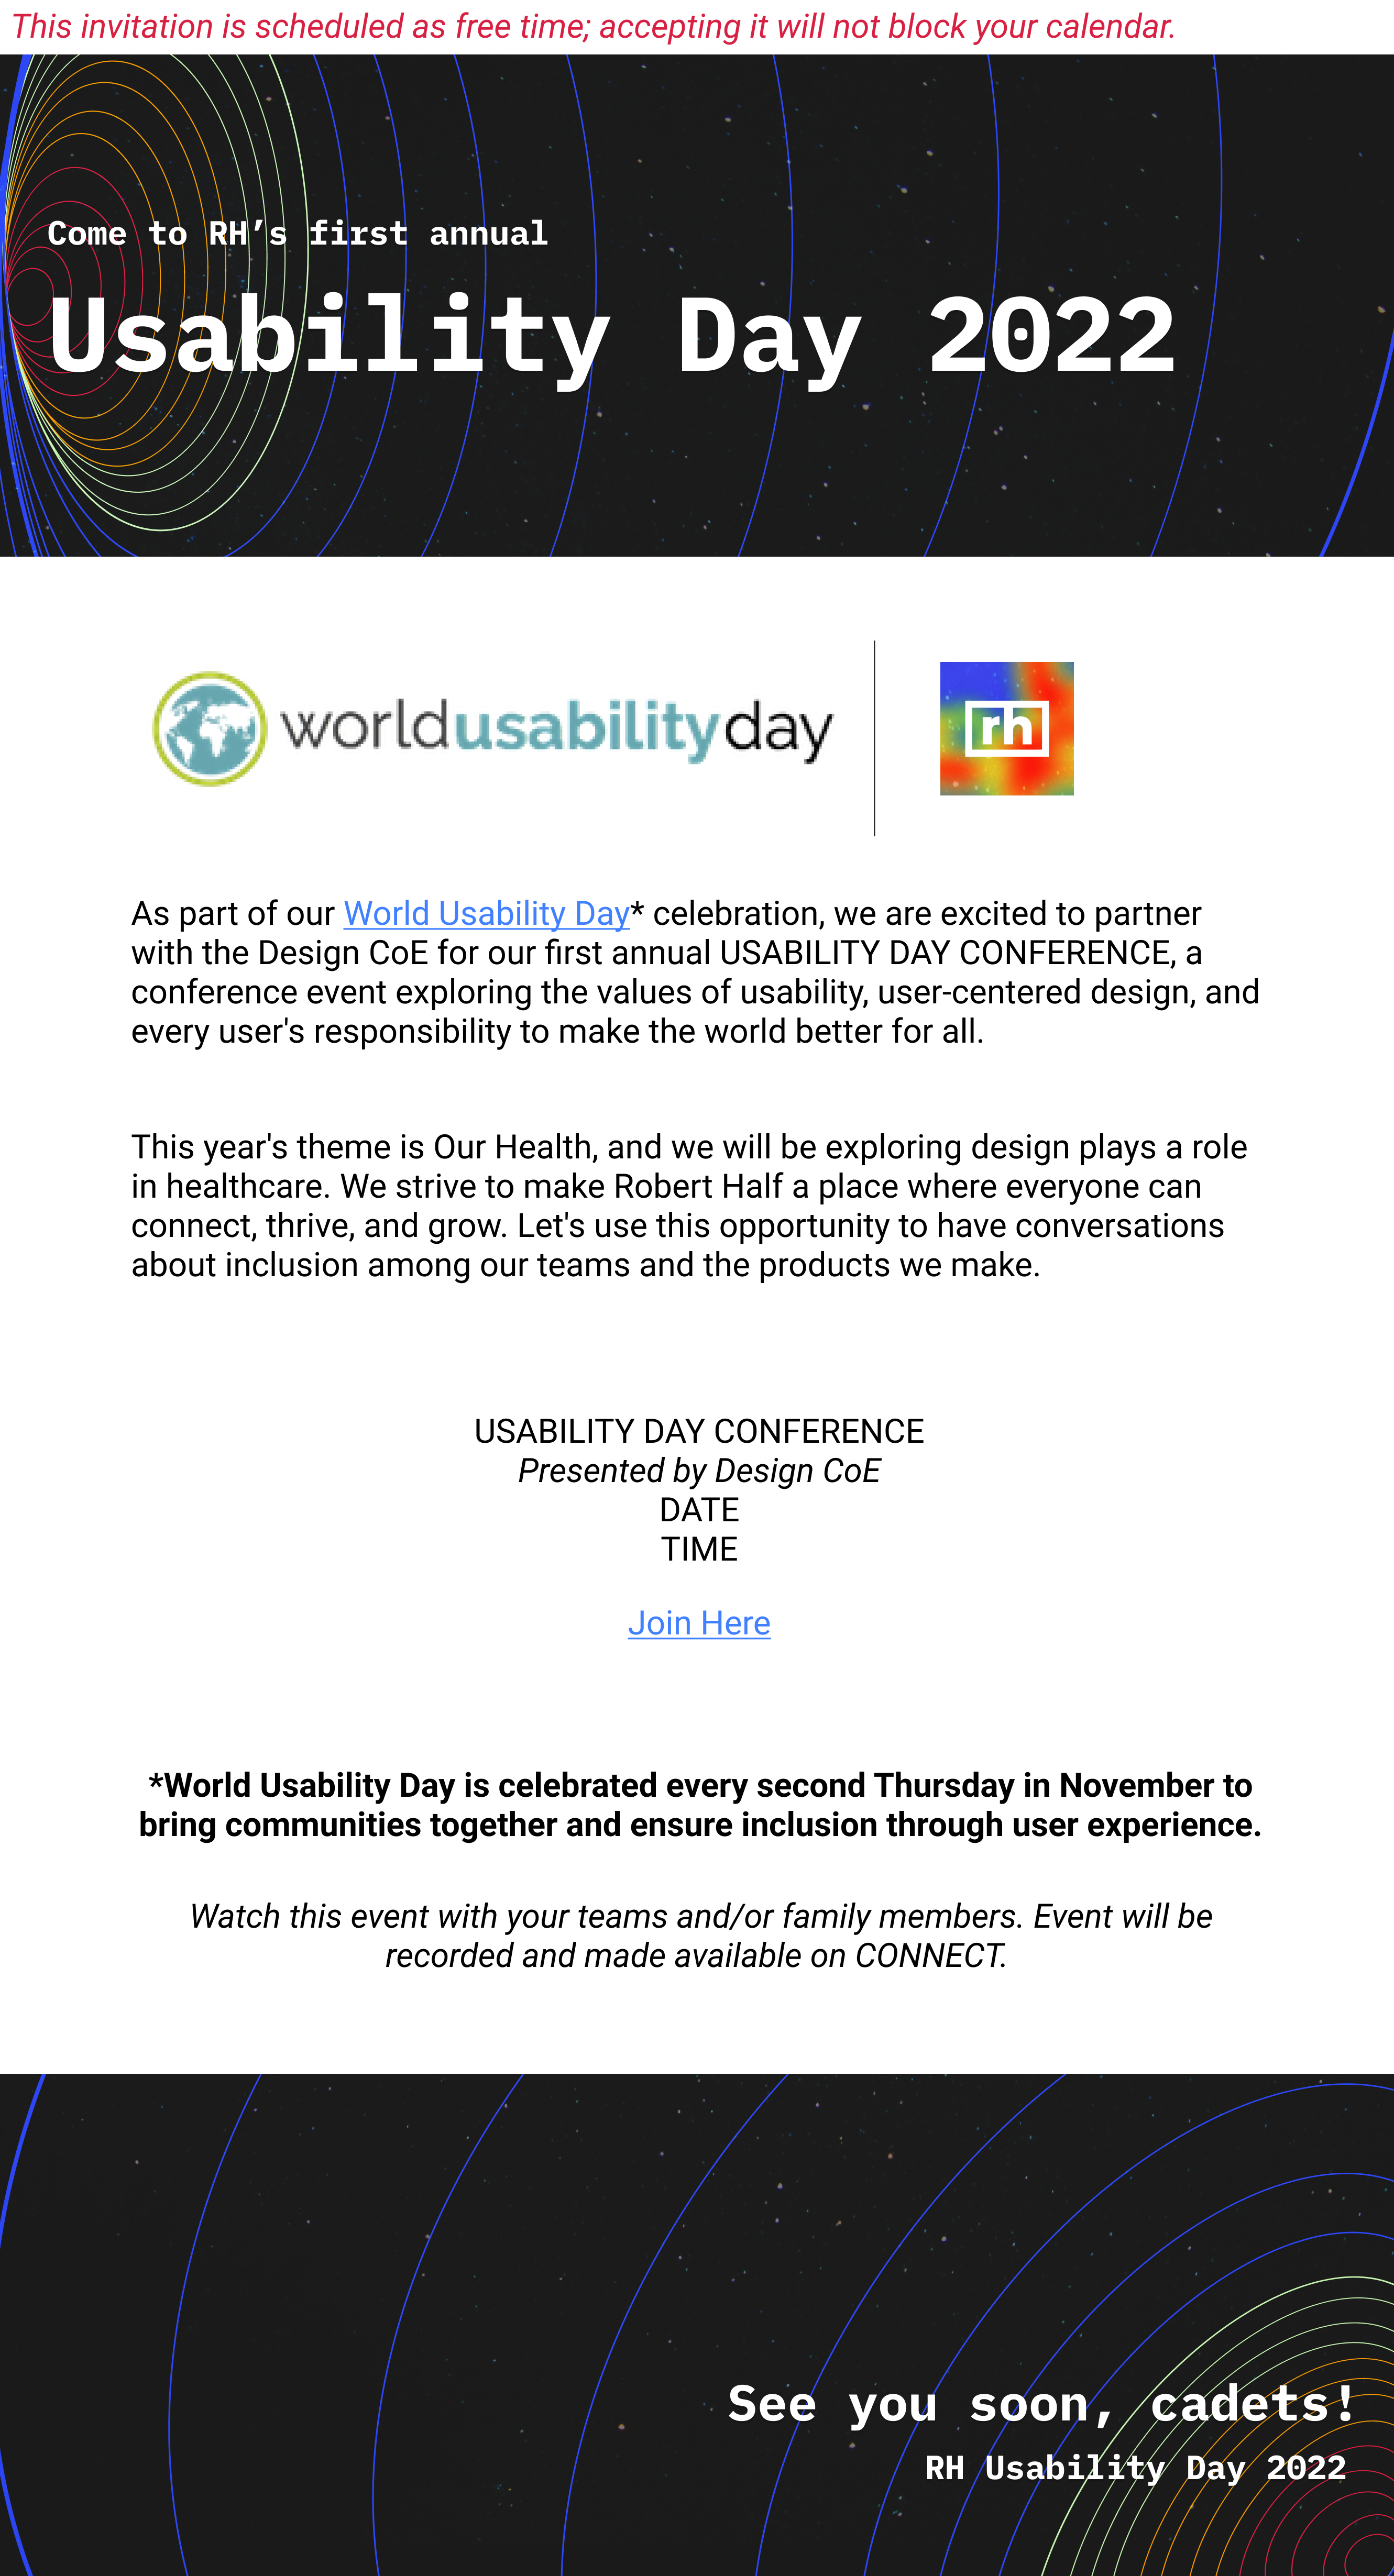 This invitation is scheduled as free time; accepting it will not block your calendar.
Come to RH’s first annual
Usability Day 2022
worldusabilityday
rh
As part of our World Usability Day* celebration, we are excited to partner
with the Design CoE for our first annual USABILITY DAY CONFERENCE, a
conference event exploring the values of usability, user-centered design, and
every user's responsibility to make the world better for all.
This year's theme is Our Health, and we will be exploring design plays a role
in healthcare. We strive to make Robert Half a place where everyone can
connect, thrive, and grow. Let's use this opportunity to have conversations
about inclusion among our teams and the products we make.
USABILITY DAY CONFERENCE
Presented by Design CoE
DATE
TIME
Join Here
*World Usability Day is celebrated every second Thursday in November to
bring communities together and ensure inclusion through user experience.
Watch this event with your teams and/or family members. Event will be
recorded and made available on CONNECT.
See you soon, cadets!
RH Usability Day 2022